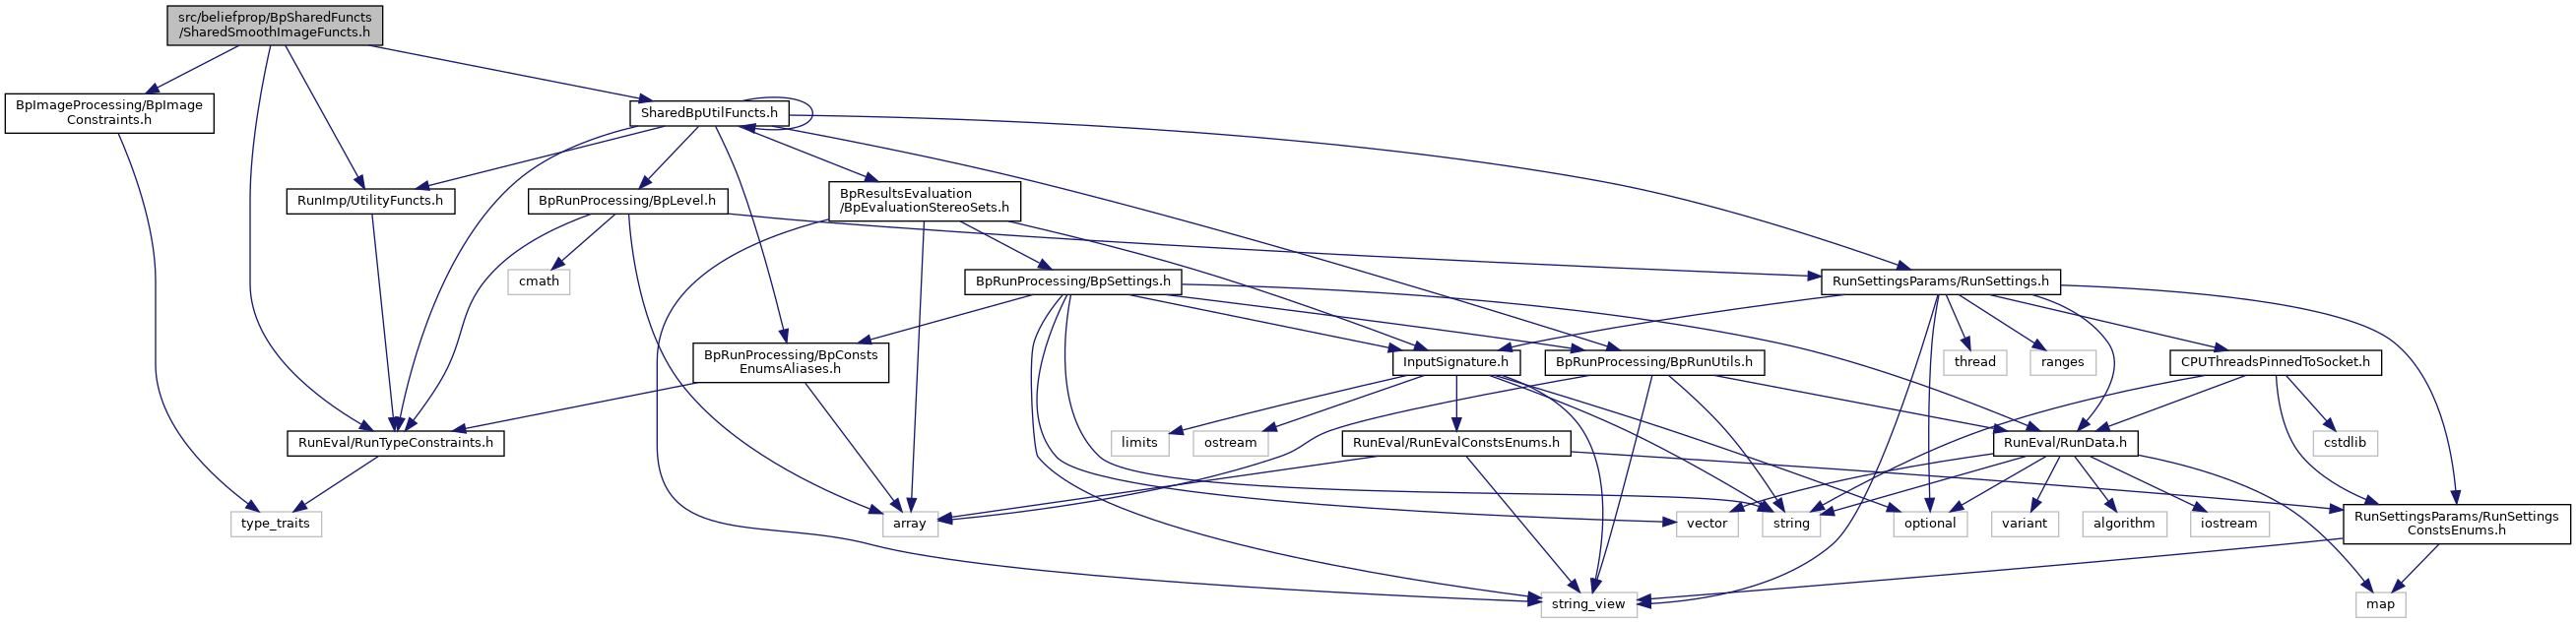 src/beliefprop/BpSharedFuncts
/SharedSmoothImageFuncts.h
BpImageProcessing/BpImage
Constraints.h
SharedBpUtilFuncts.h
RunImp/UtilityFuncts.h
BpRunProcessing/BpLevel.h
BpResultsEvaluation
/BpEvaluationStereoSets.h
cmath
BpRunProcessing/BpSettings.h
RunSettingsParams/RunSettings.h
BpRunProcessing/BpConsts
EnumsAliases.h
InputSignature.h
BpRunProcessing/BpRunUtils.h
thread
ranges
CPUThreadsPinnedToSocket.h
RunEval/RunTypeConstraints.h
limits
ostream
RunEval/RunEvalConstsEnums.h
RunEval/RunData.h
cstdlib
type_traits
array
vector
string
optional
variant
algorithm
iostream
RunSettingsParams/RunSettings
ConstsEnums.h
string_view
map